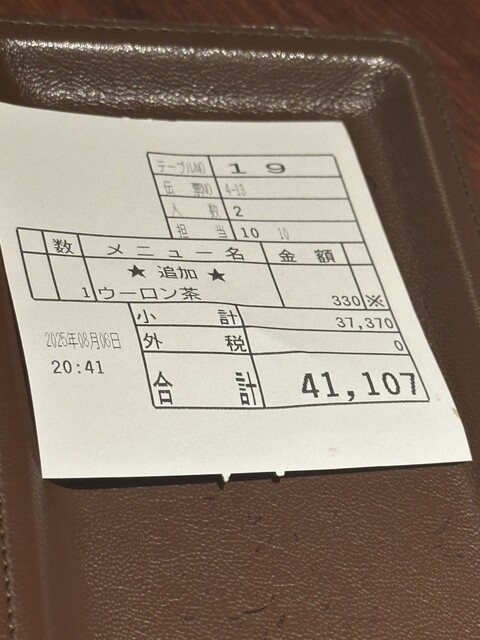 テーブルNO 19
伝票NO 4-13
人数 2
担当 10 10
数 メニュー名 金額
★ 追加 ★
1 ウーロン茶 330※
小計 37,370
外税 0
合計 41,107
2025年08月06日
20:41